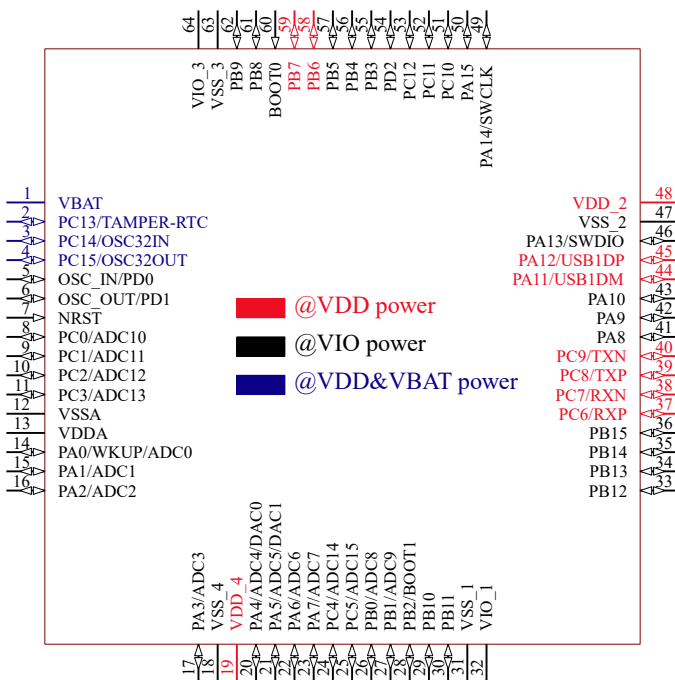 64 VIO_3
63 VSS_3
62 PB9
61 PB8
60 BOOT0
59 PB7
58 PB6
57 PB5
56 PB4
55 PB3
54 PD2
53 PC12
52 PC11
51 PC10
50 PA15
49 PA14/SWCLK
1 VBAT
2 PC13/TAMPER-RTC
3 PC14/OSC32IN
4 PC15/OSC32OUT
5 OSC_IN/PD0
6 OSC_OUT/PD1
7 NRST
8 PC0/ADC10
9 PC1/ADC11
10 PC2/ADC12
11 PC3/ADC13
12 VSSA
13 VDDA
14 PA0/WKUP/ADC0
15 PA1/ADC1
16 PA2/ADC2
@VDD power
@VIO power
@VDD&VBAT power
VDD_2 48
VSS_2 47
PA13/SWDIO 46
PA12/USB1DP 45
PA11/USB1DM 44
PA10 43
PA9 42
PA8 41
PC9/TXN 40
PC8/TXP 39
PC7/RXN 38
PC6/RXP 37
PB15 36
PB14 35
PB13 34
PB12 33
17 PA3/ADC3
18 VSS_4
19 VDD_4
20 PA4/ADC4/DAC0
21 PA5/ADC5/DAC1
22 PA6/ADC6
23 PA7/ADC7
24 PC4/ADC14
25 PC5/ADC15
26 PB0/ADC8
27 PB1/ADC9
28 PB2/BOOT1
29 PB10
30 PB11
31 VSS_1
32 VIO_1